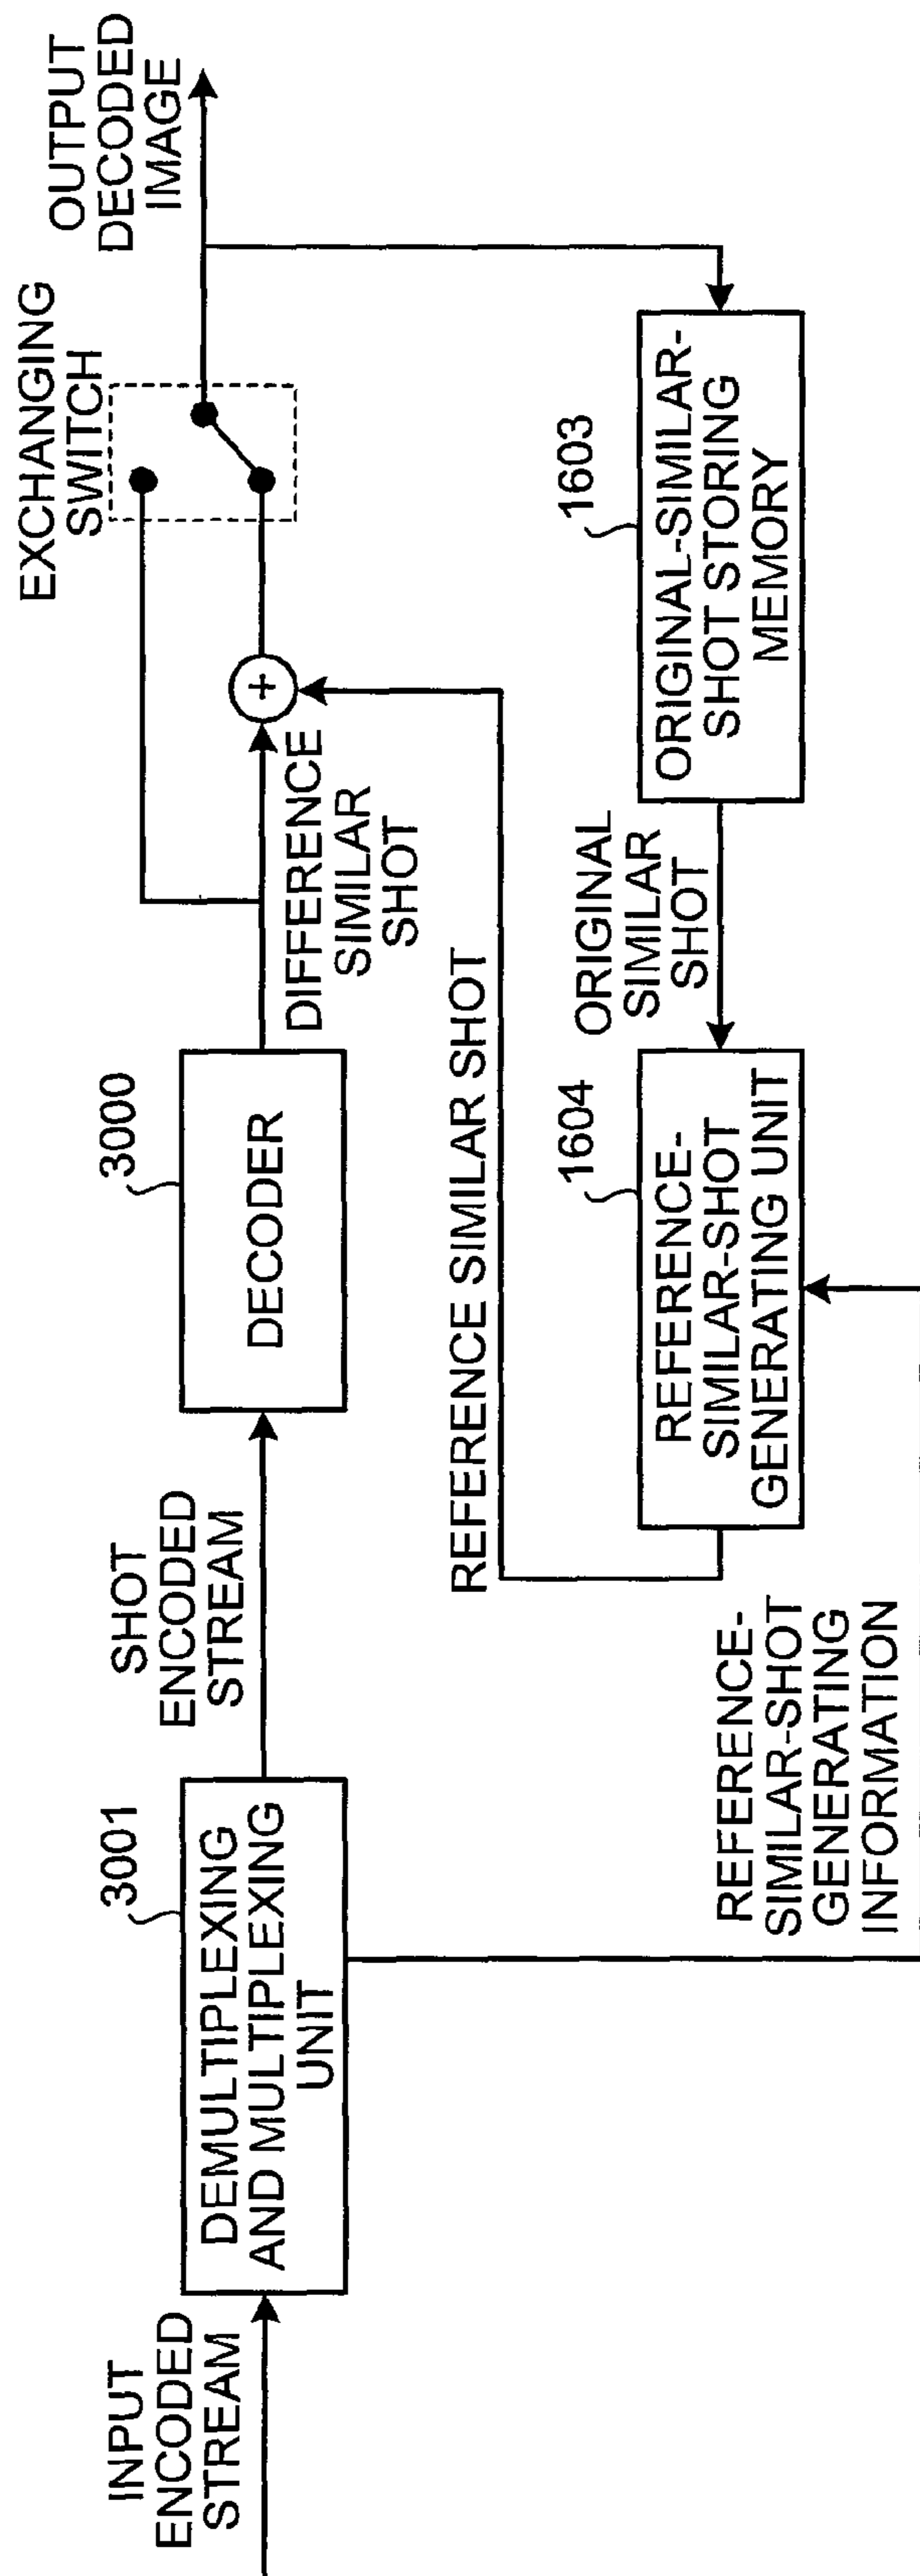 INPUT
ENCODED
STREAM
3001
DEMULTIPLEXING
AND MULTIPLEXING
UNIT
SHOT
ENCODED
STREAM
3000
DECODER
DIFFERENCE
SIMILAR
SHOT
+
EXCHANGING
SWITCH
OUTPUT
DECODED
IMAGE
REFERENCE SIMILAR SHOT
REFERENCE-
SIMILAR-SHOT
GENERATING
INFORMATION
1604
REFERENCE-
SIMILAR-SHOT
GENERATING UNIT
ORIGINAL
SIMILAR
SHOT
1603
ORIGINAL-SIMILAR-
SHOT STORING
MEMORY